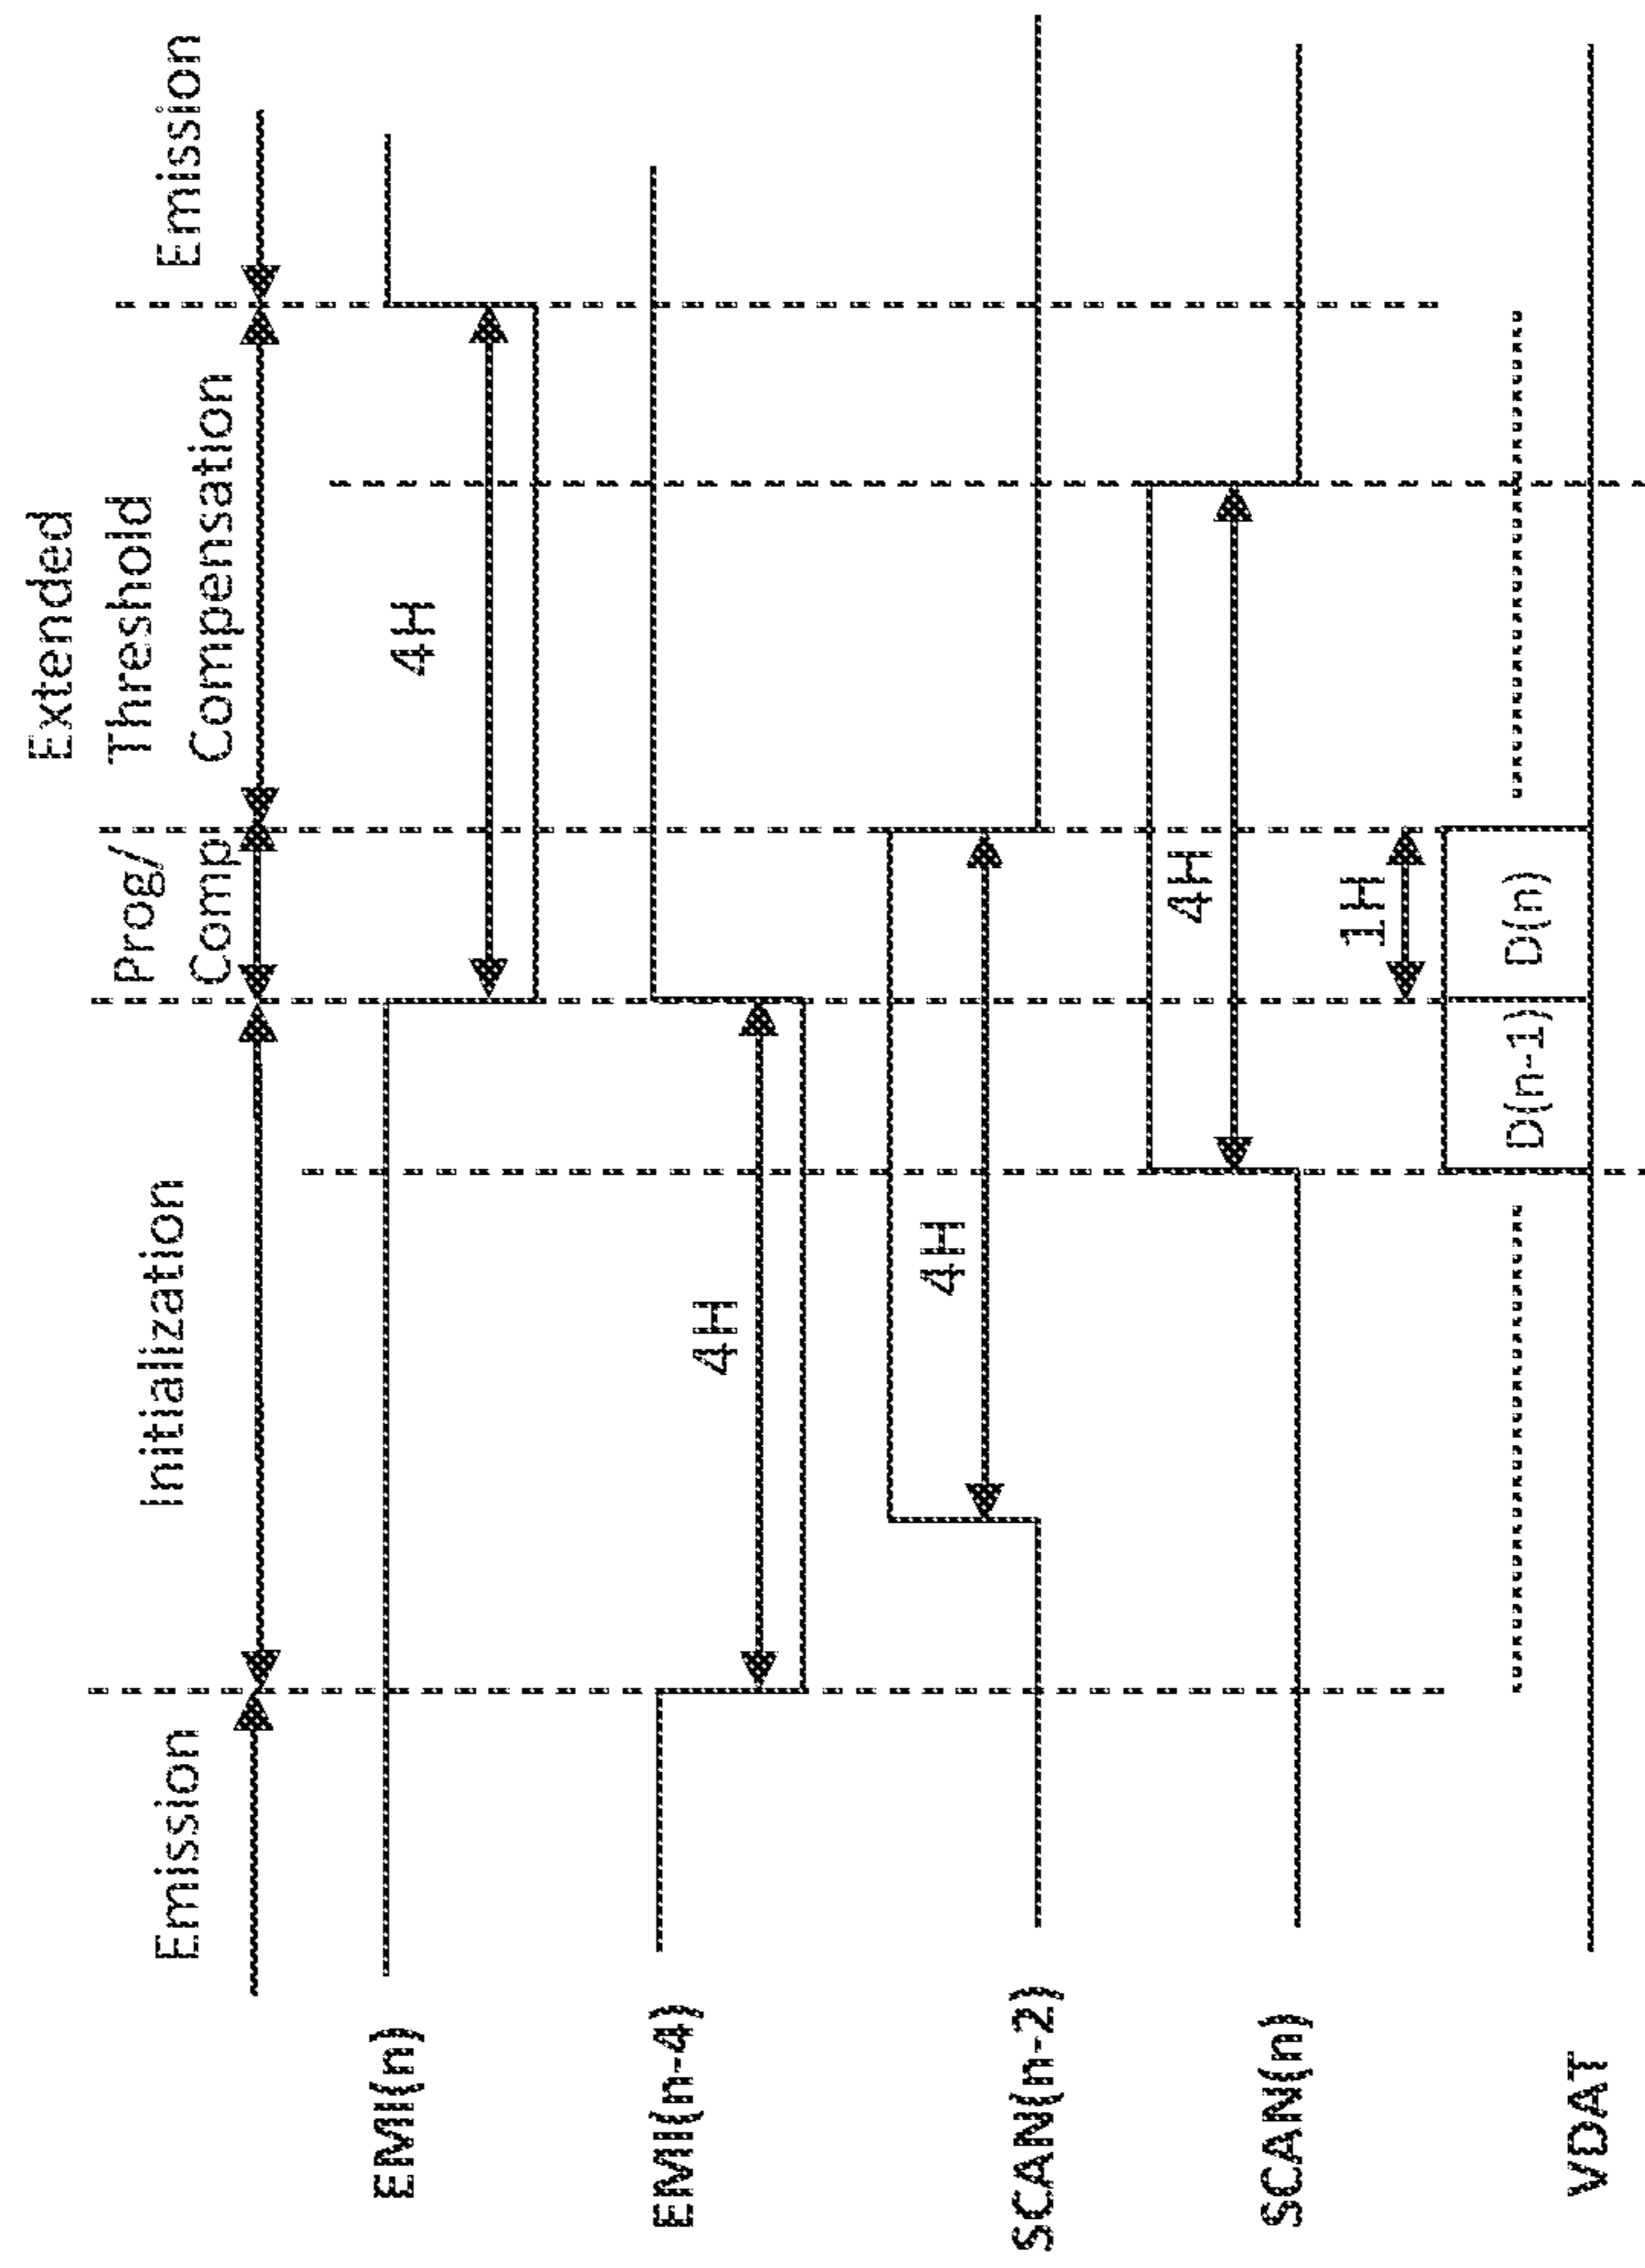 Emission
Initialization
Prog/
Comp
Extended
Threshold
Compensation
Emission
EMI(n)
4H
EMI(n-4)
4H
SCAN(n-2)
4H
SCAN(n)
4H
1H
VDAT
D(n-1)
D(n)